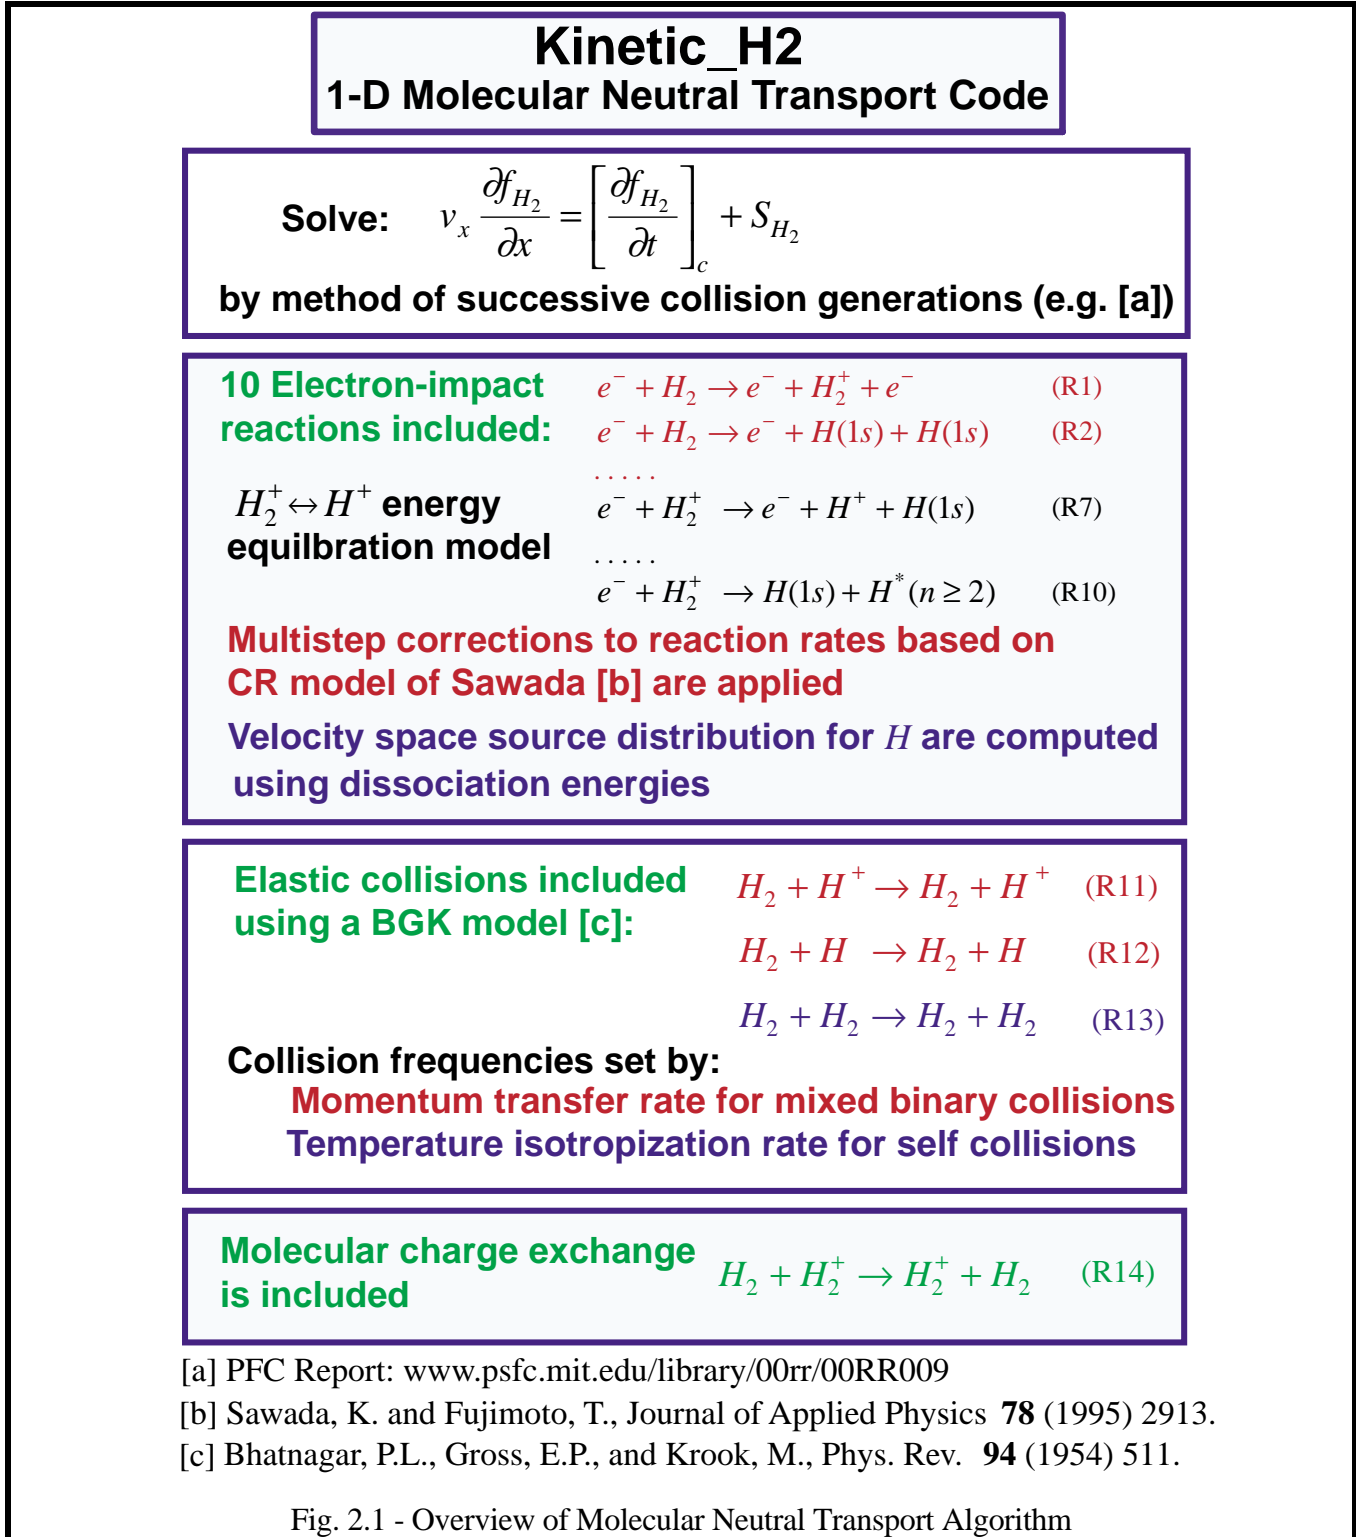 Kinetic_H2
1-D Molecular Neutral Transport Code
Solve: v_x ∂f_{H_2}/∂x = [∂f_{H_2}/∂t]_c + S_{H_2}
by method of successive collision generations (e.g. [a])
10 Electron-impact
reactions included:
e⁻ + H₂ → e⁻ + H₂⁺ + e⁻ (R1)
e⁻ + H₂ → e⁻ + H(1s) + H(1s) (R2)
.....
H₂⁺ ↔ H⁺ energy
equilbration model
e⁻ + H₂⁺ → e⁻ + H⁺ + H(1s) (R7)
.....
e⁻ + H₂⁺ → H(1s) + H*(n ≥ 2) (R10)
Multistep corrections to reaction rates based on
CR model of Sawada [b] are applied
Velocity space source distribution for H are computed
using dissociation energies
Elastic collisions included
using a BGK model [c]:
H₂ + H⁺ → H₂ + H⁺ (R11)
H₂ + H → H₂ + H (R12)
H₂ + H₂ → H₂ + H₂ (R13)
Collision frequencies set by:
Momentum transfer rate for mixed binary collisions
Temperature isotropization rate for self collisions
Molecular charge exchange
is included
H₂ + H₂⁺ → H₂⁺ + H₂ (R14)
[a] PFC Report: www.psfc.mit.edu/library/00rr/00RR009
[b] Sawada, K. and Fujimoto, T., Journal of Applied Physics 78 (1995) 2913.
[c] Bhatnagar, P.L., Gross, E.P., and Krook, M., Phys. Rev. 94 (1954) 511.
Fig. 2.1 - Overview of Molecular Neutral Transport Algorithm